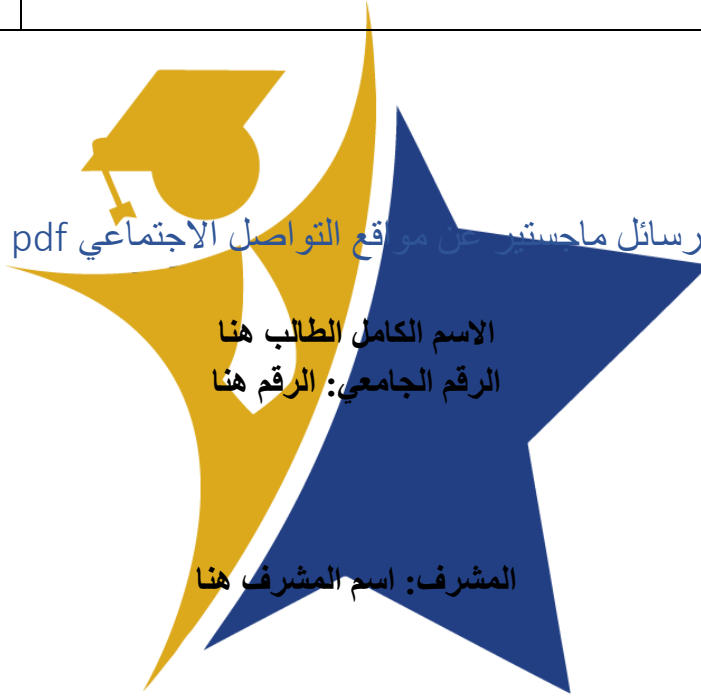 رسائل ماجستير عن مواقع التواصل الاجتماعي pdf
الاسم الكامل الطالب هنا
الرقم الجامعي: الرقم هنا
المشرف: اسم المشرف هنا